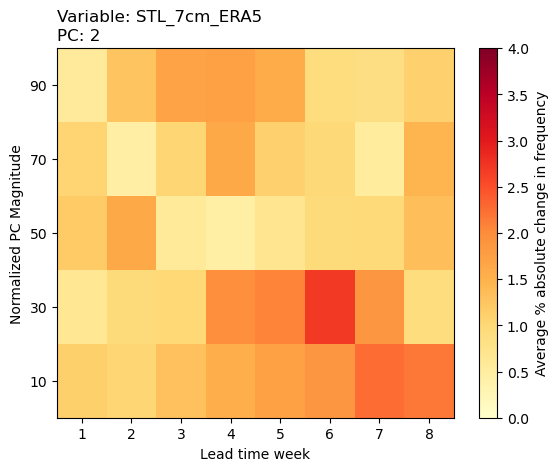 Variable: STL_7cm_ERA5
PC: 2
90
70
50
30
10
Normalized PC Magnitude
1 2 3 4 5 6 7 8
Lead time week
4.0
3.5
3.0
2.5
2.0
1.5
1.0
0.5
0.0
Average % absolute change in frequency